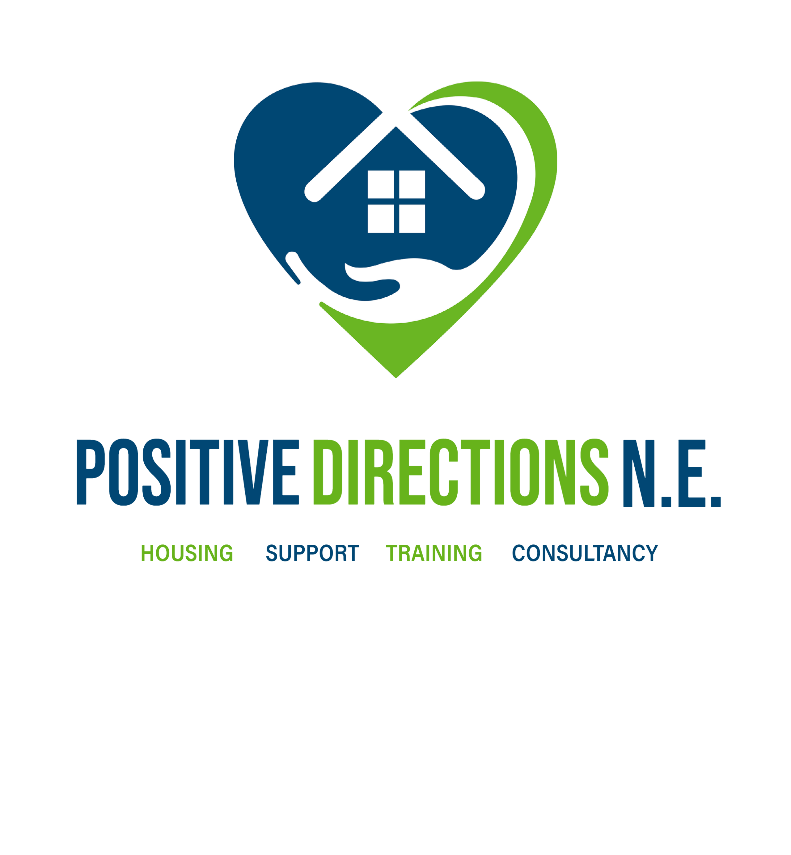 POSITIVE DIRECTIONS N.E.
HOUSING SUPPORT TRAINING CONSULTANCY